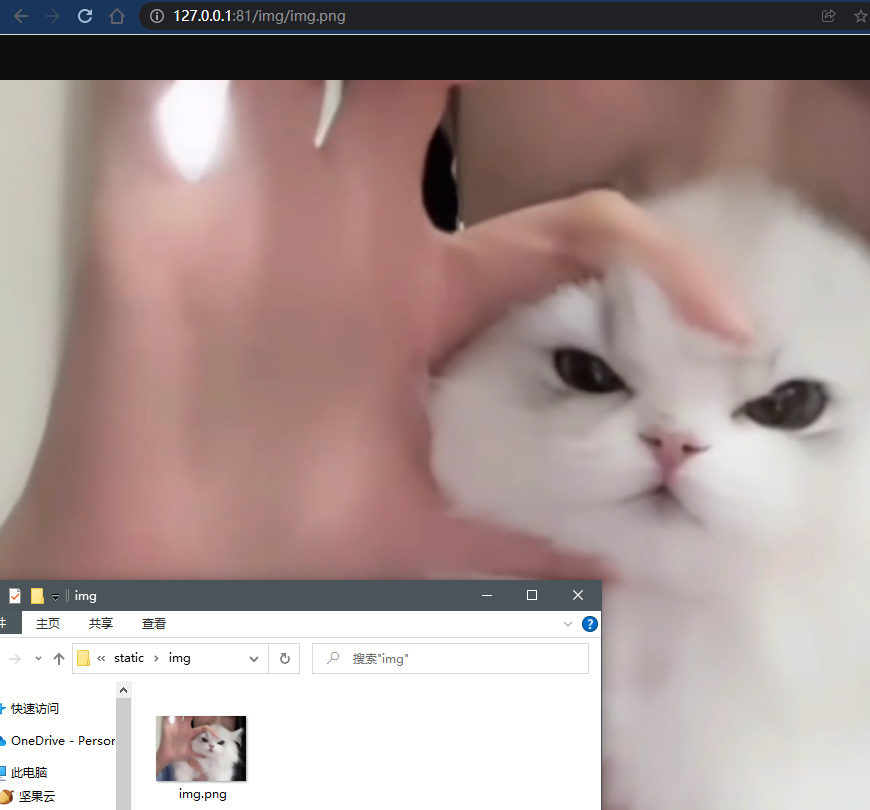 127.0.0.1:81/img/img.png
img
件 主页 共享 查看
« static › img 搜索"img"
快速访问
OneDrive - Person
此电脑
坚果云
img.png